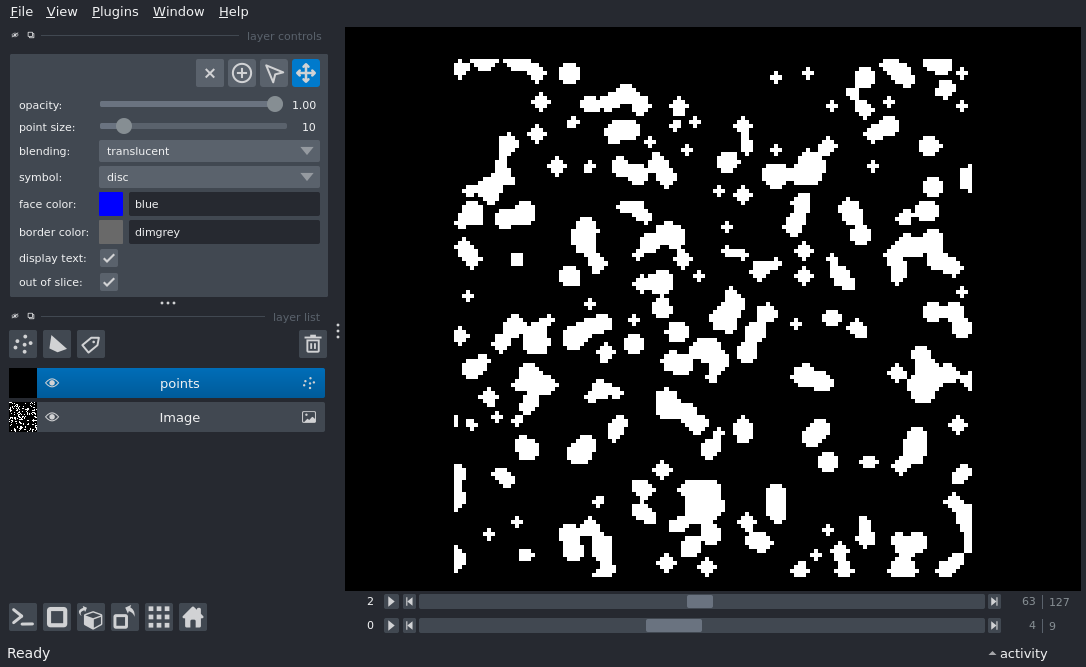 File View Plugins Window Help
layer controls
opacity: 1.00
point size: 10
blending: translucent
symbol: disc
face color: blue
border color: dimgrey
display text:
out of slice:
layer list
points
Image
2 63 127
0 4 9
Ready activity